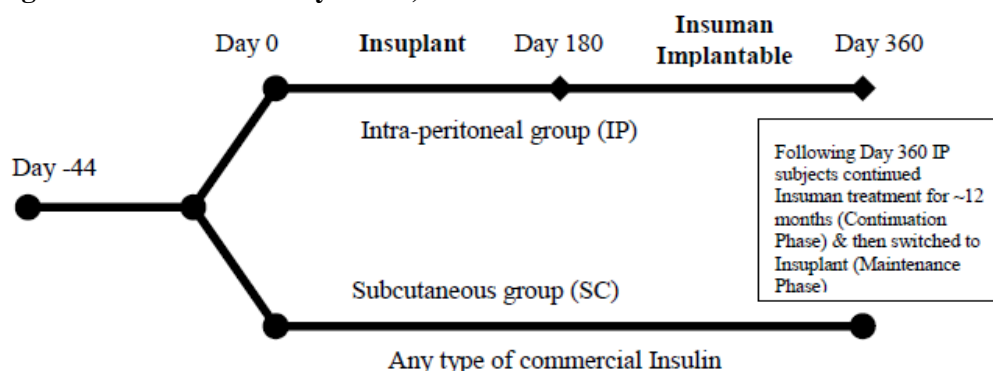 Day 0
Insuplant
Day 180
Insuman
Implantable
Day 360
Intra-peritoneal group (IP)
Day -44
Following Day 360 IP
subjects continued
Insuman treatment for ~12
months (Continuation
Phase) & then switched to
Insuplant (Maintenance
Phase)
Subcutaneous group (SC)
Any type of commercial Insulin